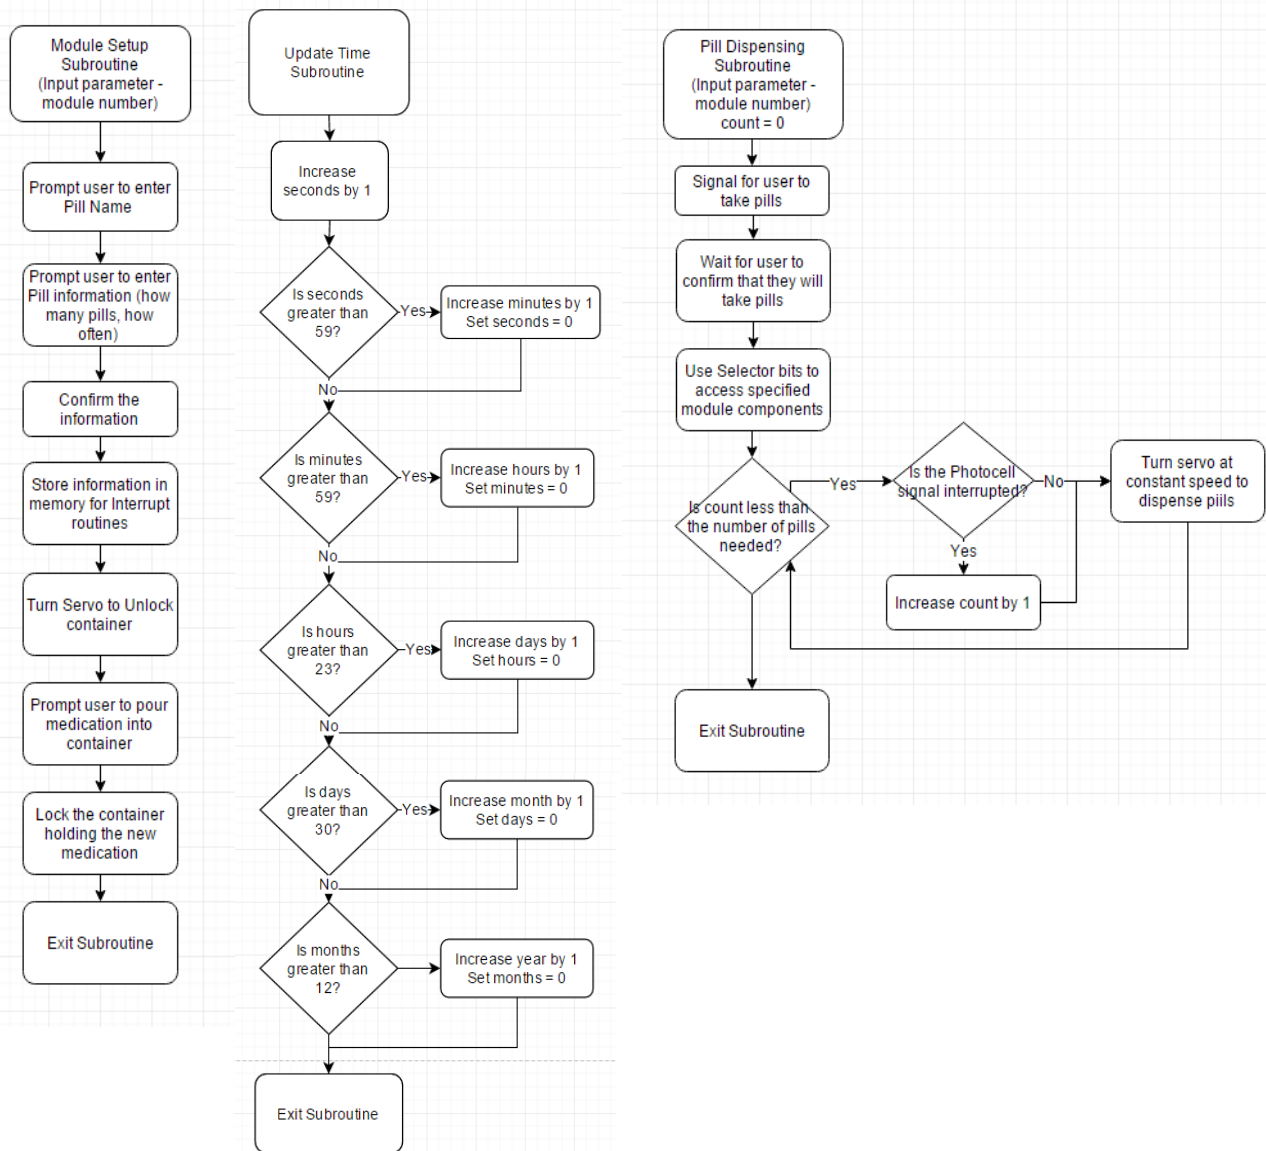 Module Setup
Subroutine
(Input parameter -
module number)
Prompt user to enter
Pill Name
Prompt user to enter
Pill information (how
many pills, how
often)
Confirm the
information
Store information in
memory for Interrupt
routines
Turn Servo to Unlock
container
Prompt user to pour
medication into
container
Lock the container
holding the new
medication
Exit Subroutine
Update Time
Subroutine
Increase
seconds by 1
Is seconds
greater than
59?
Yes
Increase minutes by 1
Set seconds = 0
No
Is minutes
greater than
59?
Yes
Increase hours by 1
Set minutes = 0
No
Is hours
greater than
23?
Yes
Increase days by 1
Set hours = 0
No
Is days
greater than
30?
Yes
Increase month by 1
Set days = 0
No
Is months
greater than
12?
Increase year by 1
Set months = 0
Exit Subroutine
Pill Dispensing
Subroutine
(Input parameter -
module number)
count = 0
Signal for user to
take pills
Wait for user to
confirm that they will
take pills
Use Selector bits to
access specified
module components
Is count less than
the number of pills
needed?
Yes
Is the Photocell
signal interrupted?
No
Turn servo at
constant speed to
dispense piils
Yes
Increase count by 1
Exit Subroutine